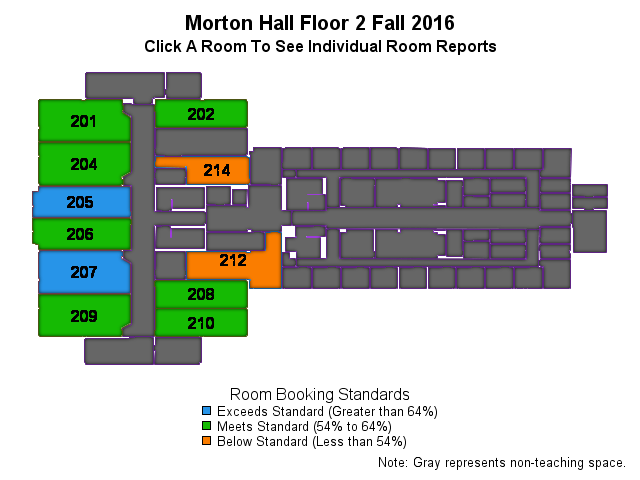 Morton Hall Floor 2 Fall 2016
Click A Room To See Individual Room Reports
201
202
204
214
205
206
207
212
208
209
210
Room Booking Standards
Exceeds Standard (Greater than 64%)
Meets Standard (54% to 64%)
Below Standard (Less than 54%)
Note: Gray represents non-teaching space.